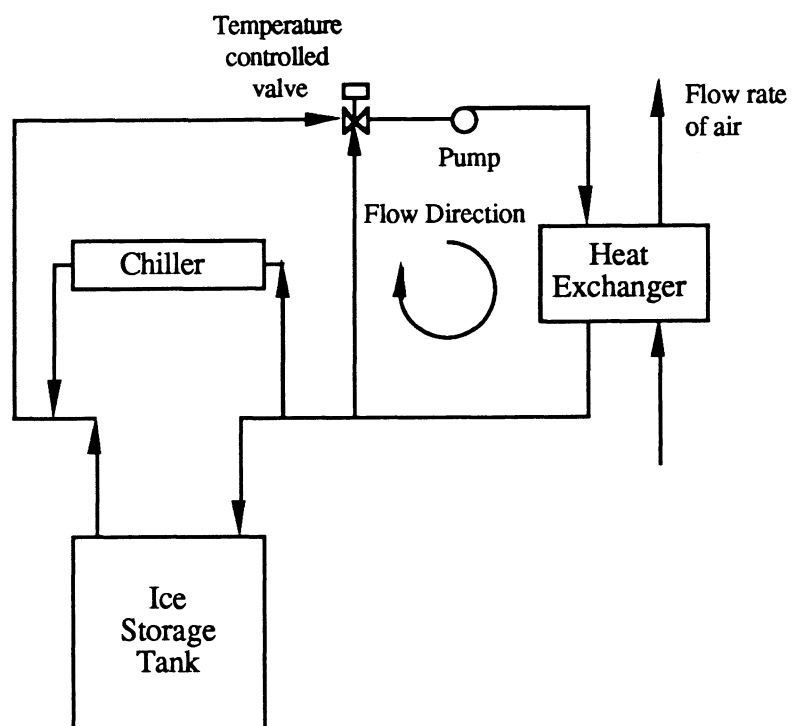 Temperature
controlled
valve
Flow rate
of air
Pump
Flow Direction
Chiller
Heat
Exchanger
Ice
Storage
Tank